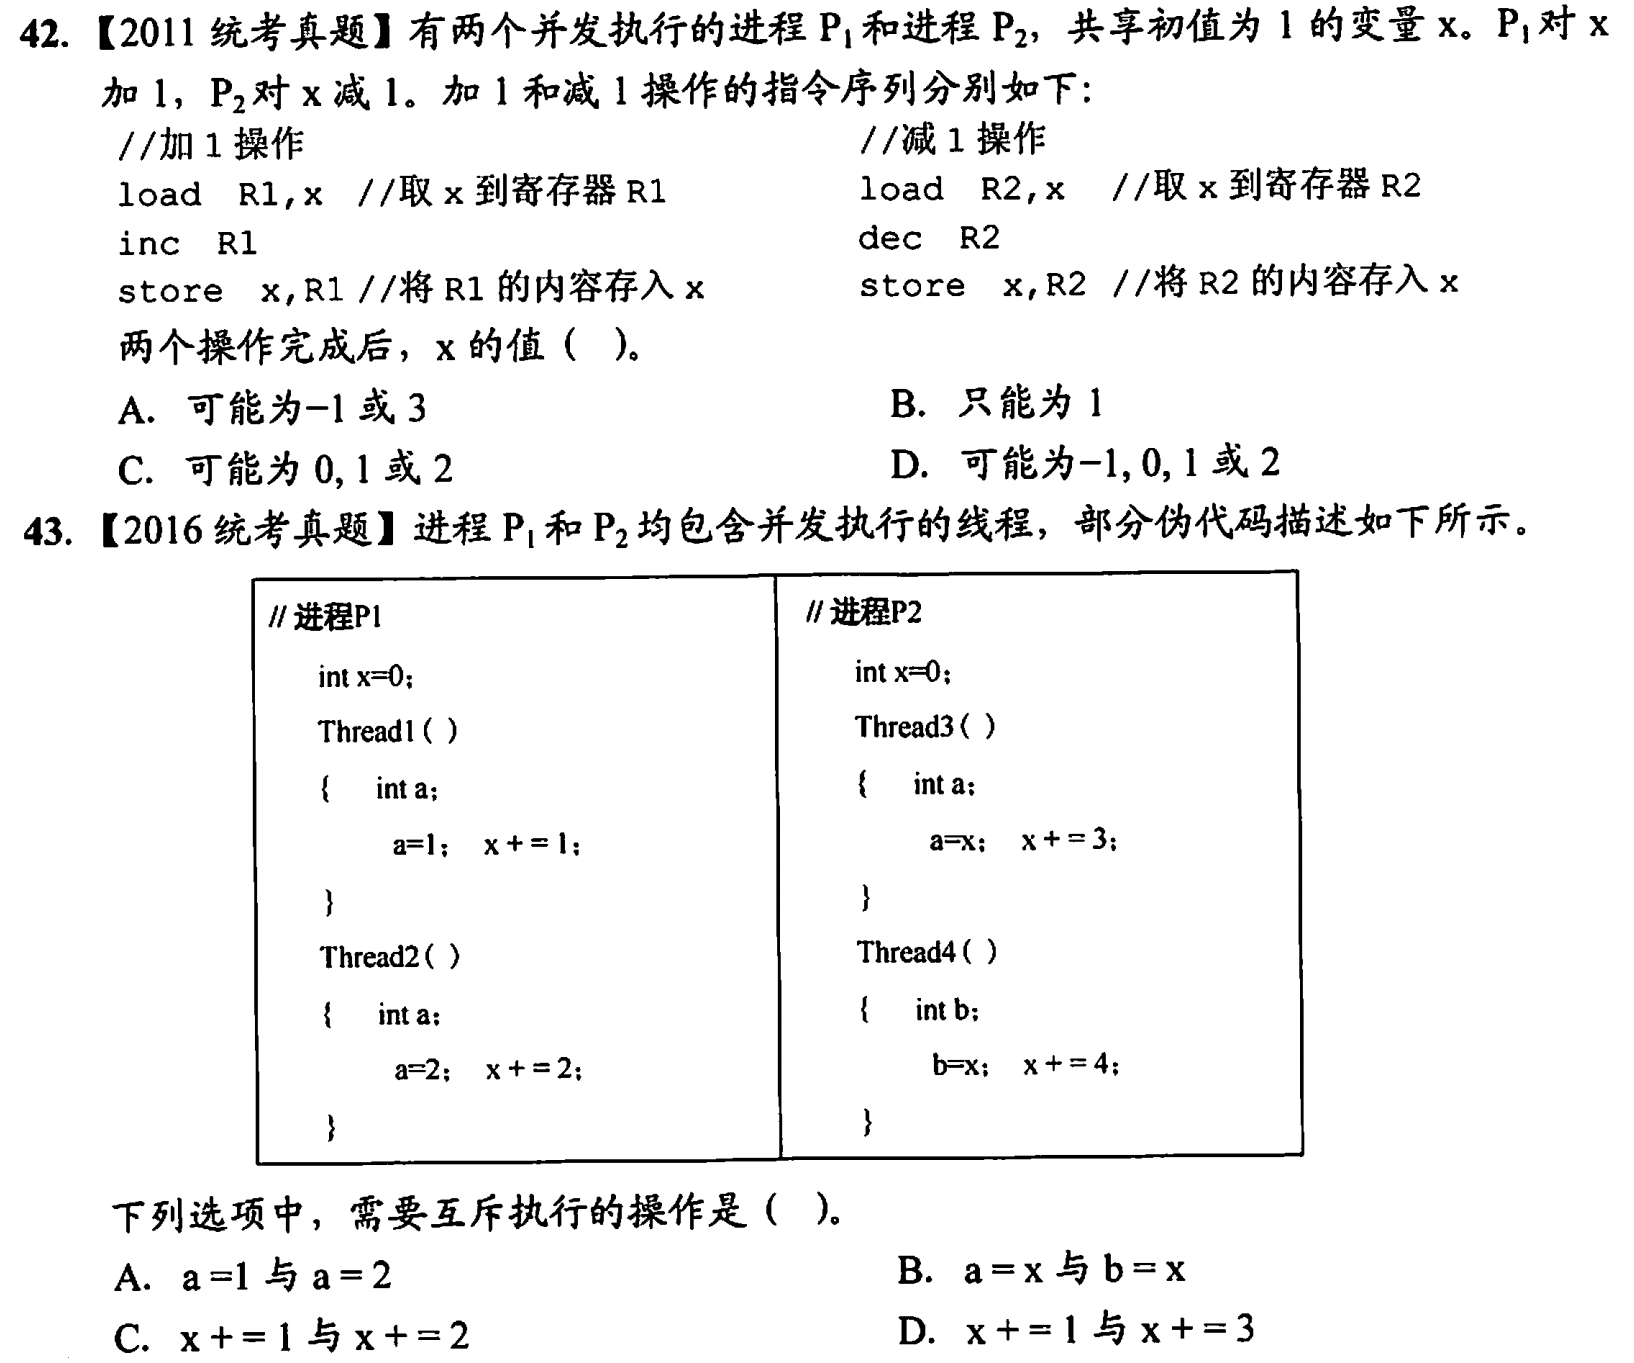 42.【2011 统考真题】有两个并发执行的进程 P₁ 和进程 P₂，共享初值为 1 的变量 x。P₁ 对 x
加 1，P₂ 对 x 减 1。加 1 和减 1 操作的指令序列分别如下：
//加 1 操作 //减 1 操作
load R1,x //取 x 到寄存器 R1 load R2,x //取 x 到寄存器 R2
inc R1 dec R2
store x,R1 //将 R1 的内容存入 x store x,R2 //将 R2 的内容存入 x
两个操作完成后，x 的值（ ）。
A. 可能为–1 或 3 B. 只能为 1
C. 可能为 0, 1 或 2 D. 可能为–1, 0, 1 或 2
43.【2016 统考真题】进程 P₁ 和 P₂ 均包含并发执行的线程，部分伪代码描述如下所示。
// 进程P1
int x=0;
Thread1( )
{ int a;
a=1; x+=1;
}
Thread2( )
{ int a;
a=2; x+=2;
}
// 进程P2
int x=0;
Thread3( )
{ int a;
a=x; x+=3;
}
Thread4( )
{ int b;
b=x; x+=4;
}
下列选项中，需要互斥执行的操作是（ ）。
A. a=1 与 a=2 B. a=x 与 b=x
C. x+=1 与 x+=2 D. x+=1 与 x+=3